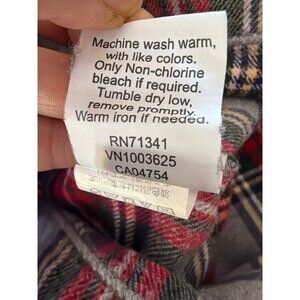 Machine wash warm,
with like colors.
Only Non-chlorine
bleach if required.
Tumble dry low,
remove promptly.
Warm iron if needed.
RN71341
VN1003625
CA04754